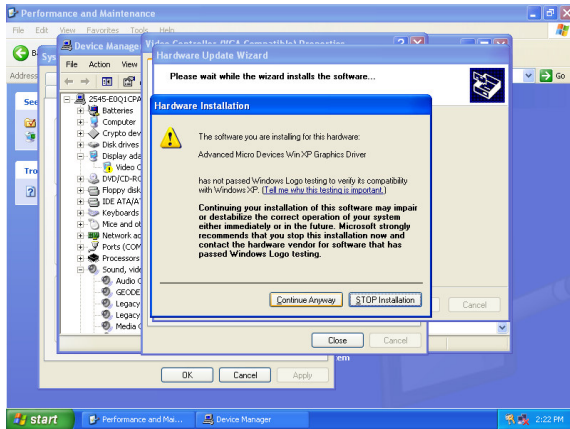 Performance and Maintenance
File Edit View Favorites Tools Help
Address
Go
Device Manage
File Action View
2545-E0Q1CPA
Batteries
Computer
Crypto dev
Disk drives
Display ada
Video C
DVD/CD-RO
Floppy disk
IDE ATA/A
Keyboards
Mice and ot
Network ac
Ports (COM
Processors
Sound, vide
Audio C
GEODE
Legacy
Legacy
Media C
Video Controller (VGA Compatible) Properties
Hardware Update Wizard
Please wait while the wizard installs the software...
Hardware Installation
The software you are installing for this hardware:
Advanced Micro Devices Win XP Graphics Driver
has not passed Windows Logo testing to verify its compatibility
with Windows XP. (Tell me why this testing is important.)
Continuing your installation of this software may impair
or destabilize the correct operation of your system
either immediately or in the future. Microsoft strongly
recommends that you stop this installation now and
contact the hardware vendor for software that has
passed Windows Logo testing.
Continue Anyway STOP Installation
Cancel
Close Cancel
OK Cancel Apply
start Performance and Mai... Device Manager 2:22 PM